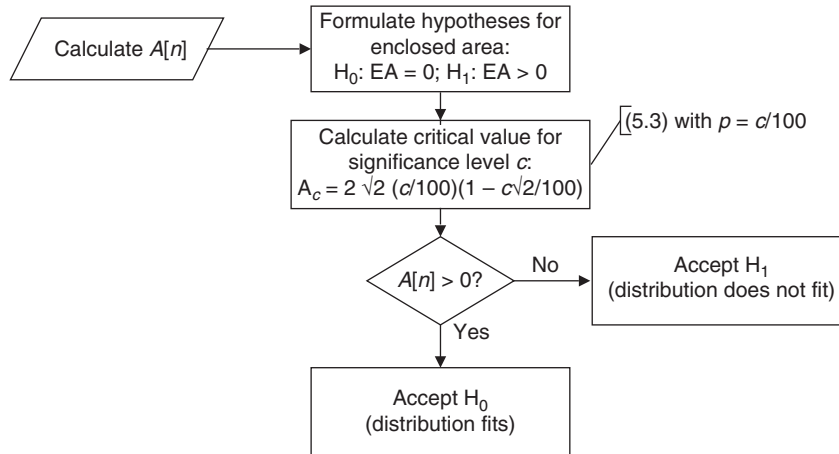 Calculate A[n]
Formulate hypotheses for
enclosed area:
H₀: EA = 0; H₁: EA > 0
Calculate critical value for
significance level c:
A_c = 2 √2 (c/100)(1 – c√2/100)
(5.3) with p = c/100
A[n] > 0?
No
Accept H₁
(distribution does not fit)
Yes
Accept H₀
(distribution fits)